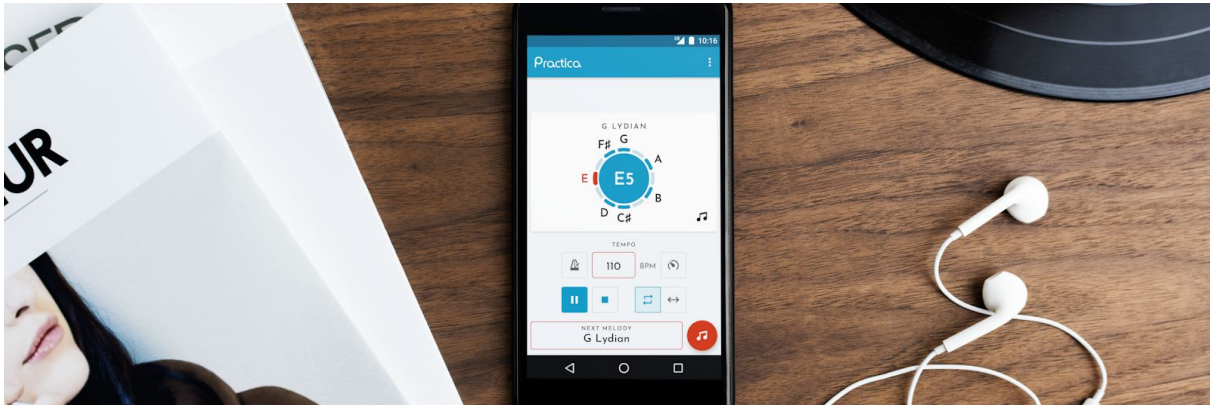 UR
10:16
Practica
G LYDIAN
F♯ G
A
E E5
B
D C♯
TEMPO
110 BPM
NEXT MELODY
G Lydian